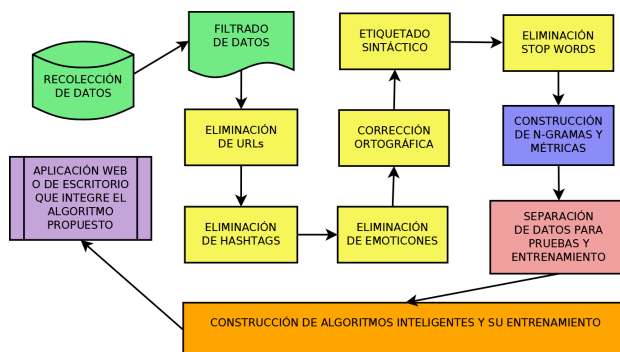 RECOLECCIÓN
DE DATOS
FILTRADO
DE DATOS
ELIMINACIÓN
DE URLs
ELIMINACIÓN
DE HASHTAGS
ELIMINACIÓN
DE EMOTICONES
CORRECCIÓN
ORTOGRÁFICA
ETIQUETADO
SINTÁCTICO
ELIMINACIÓN
STOP WORDS
CONSTRUCCIÓN
DE N-GRAMAS Y
MÉTRICAS
SEPARACIÓN
DE DATOS PARA
PRUEBAS Y
ENTRENAMIENTO
CONSTRUCCIÓN DE ALGORITMOS INTELIGENTES Y SU ENTRENAMIENTO
APLICACIÓN WEB
O DE ESCRITORIO
QUE INTEGRE EL
ALGORITMO
PROPUESTO